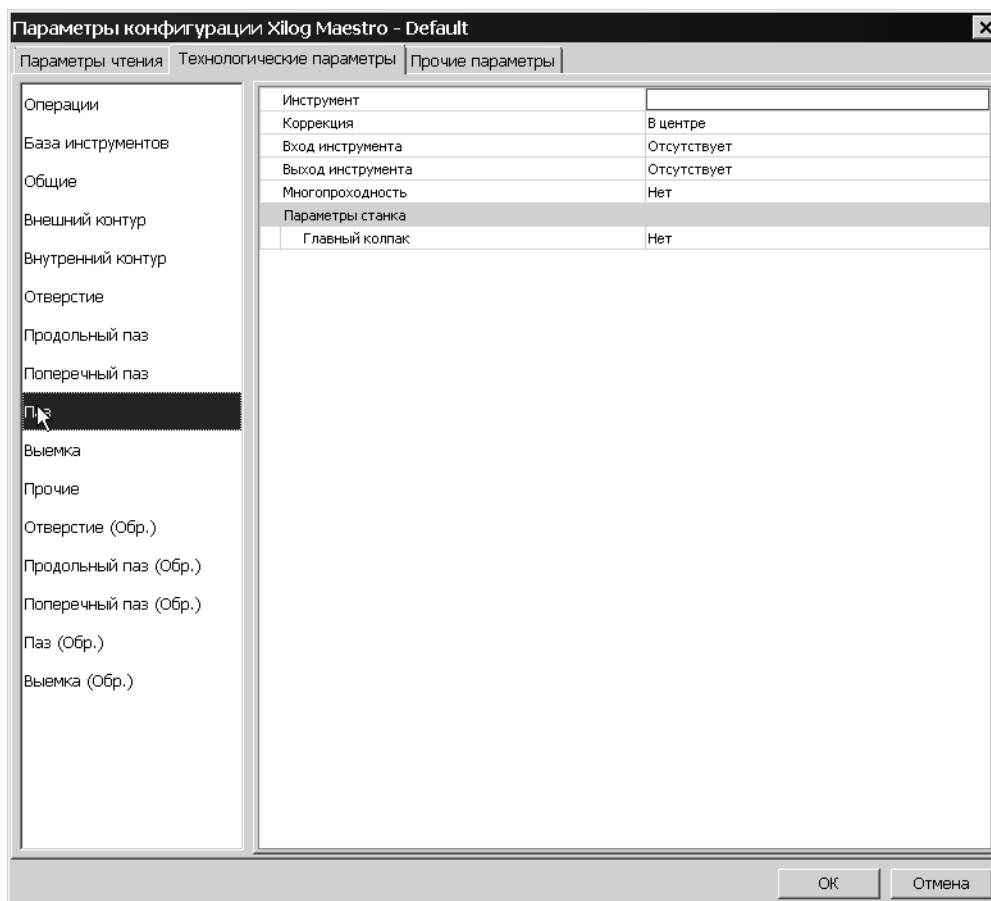 Параметры конфигурации Xilog Maestro - Default
Параметры чтения Технологические параметры Прочие параметры
Операции
База инструментов
Общие
Внешний контур
Внутренний контур
Отверстие
Продольный паз
Поперечный паз
Паз
Выемка
Прочие
Отверстие (Обр.)
Продольный паз (Обр.)
Поперечный паз (Обр.)
Паз (Обр.)
Выемка (Обр.)
Инструмент
Коррекция В центре
Вход инструмента Отсутствует
Выход инструмента Отсутствует
Многопроходность Нет
Параметры станка
Главный колпак Нет
ОК Отмена